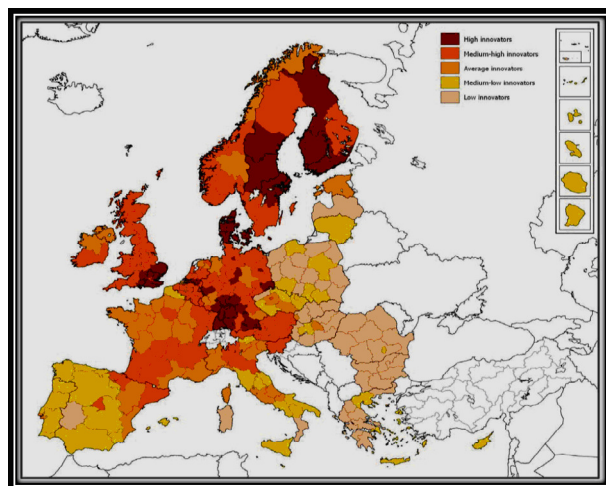 High innovators
Medium-high innovators
Average innovators
Medium-low innovators
Low innovators